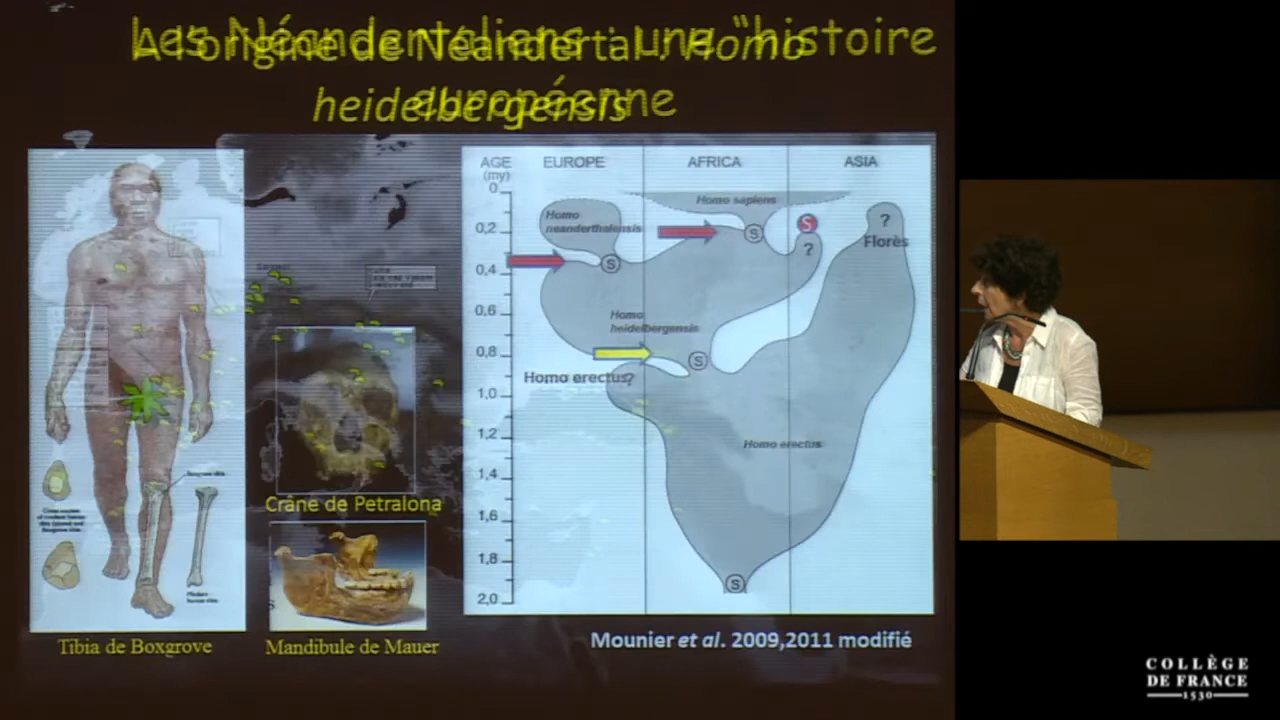 Les Néandertaliens : une "histoire
européenne
A l'origine de Néandertal : Homo
heidelbergensis
AGE
(my)
EUROPE
AFRICA
ASIA
0
0,2
0,4
0,6
0,8
1,0
1,2
1,4
1,6
1,8
2,0
Homo sapiens
Homo
neanderthalensis
S
S
S
?
?
Florès
Homo
heidelbergensis
S
Homo erectus?
Homo erectus
S
Crâne de Petralona
Tibia de Boxgrove
Mandibule de Mauer
Mounier et al. 2009,2011 modifié
COLLÈGE
DE FRANCE
1530